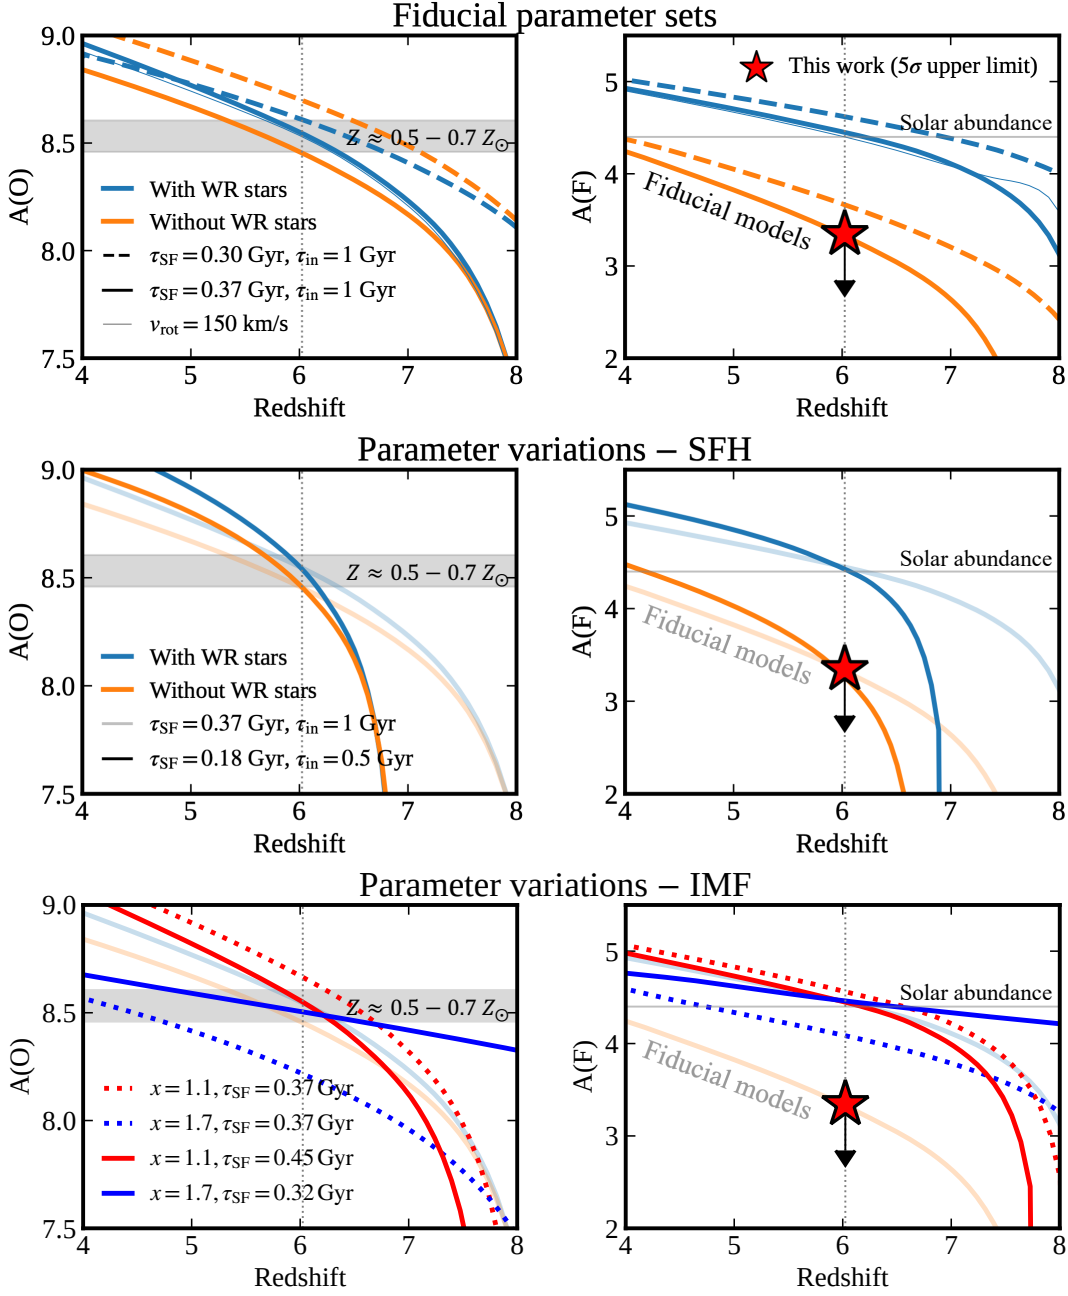 Fiducial parameter sets
9.0
8.5
8.0
7.5
A(O)
Z ≈ 0.5 − 0.7 Z⊙
With WR stars
Without WR stars
τSF = 0.30 Gyr, τin = 1 Gyr
τSF = 0.37 Gyr, τin = 1 Gyr
vrot = 150 km/s
4 5 6 7 8
Redshift
5
4
3
2
A(F)
This work (5σ upper limit)
Solar abundance
Fiducial models
4 5 6 7 8
Redshift
Parameter variations – SFH
9.0
8.5
8.0
7.5
A(O)
Z ≈ 0.5 − 0.7 Z⊙
With WR stars
Without WR stars
τSF = 0.37 Gyr, τin = 1 Gyr
τSF = 0.18 Gyr, τin = 0.5 Gyr
4 5 6 7 8
Redshift
5
4
3
2
A(F)
Solar abundance
Fiducial models
4 5 6 7 8
Redshift
Parameter variations – IMF
9.0
8.5
8.0
7.5
A(O)
Z ≈ 0.5 − 0.7 Z⊙
x = 1.1, τSF = 0.37 Gyr
x = 1.7, τSF = 0.37 Gyr
x = 1.1, τSF = 0.45 Gyr
x = 1.7, τSF = 0.32 Gyr
4 5 6 7 8
Redshift
5
4
3
2
A(F)
Solar abundance
Fiducial models
4 5 6 7 8
Redshift